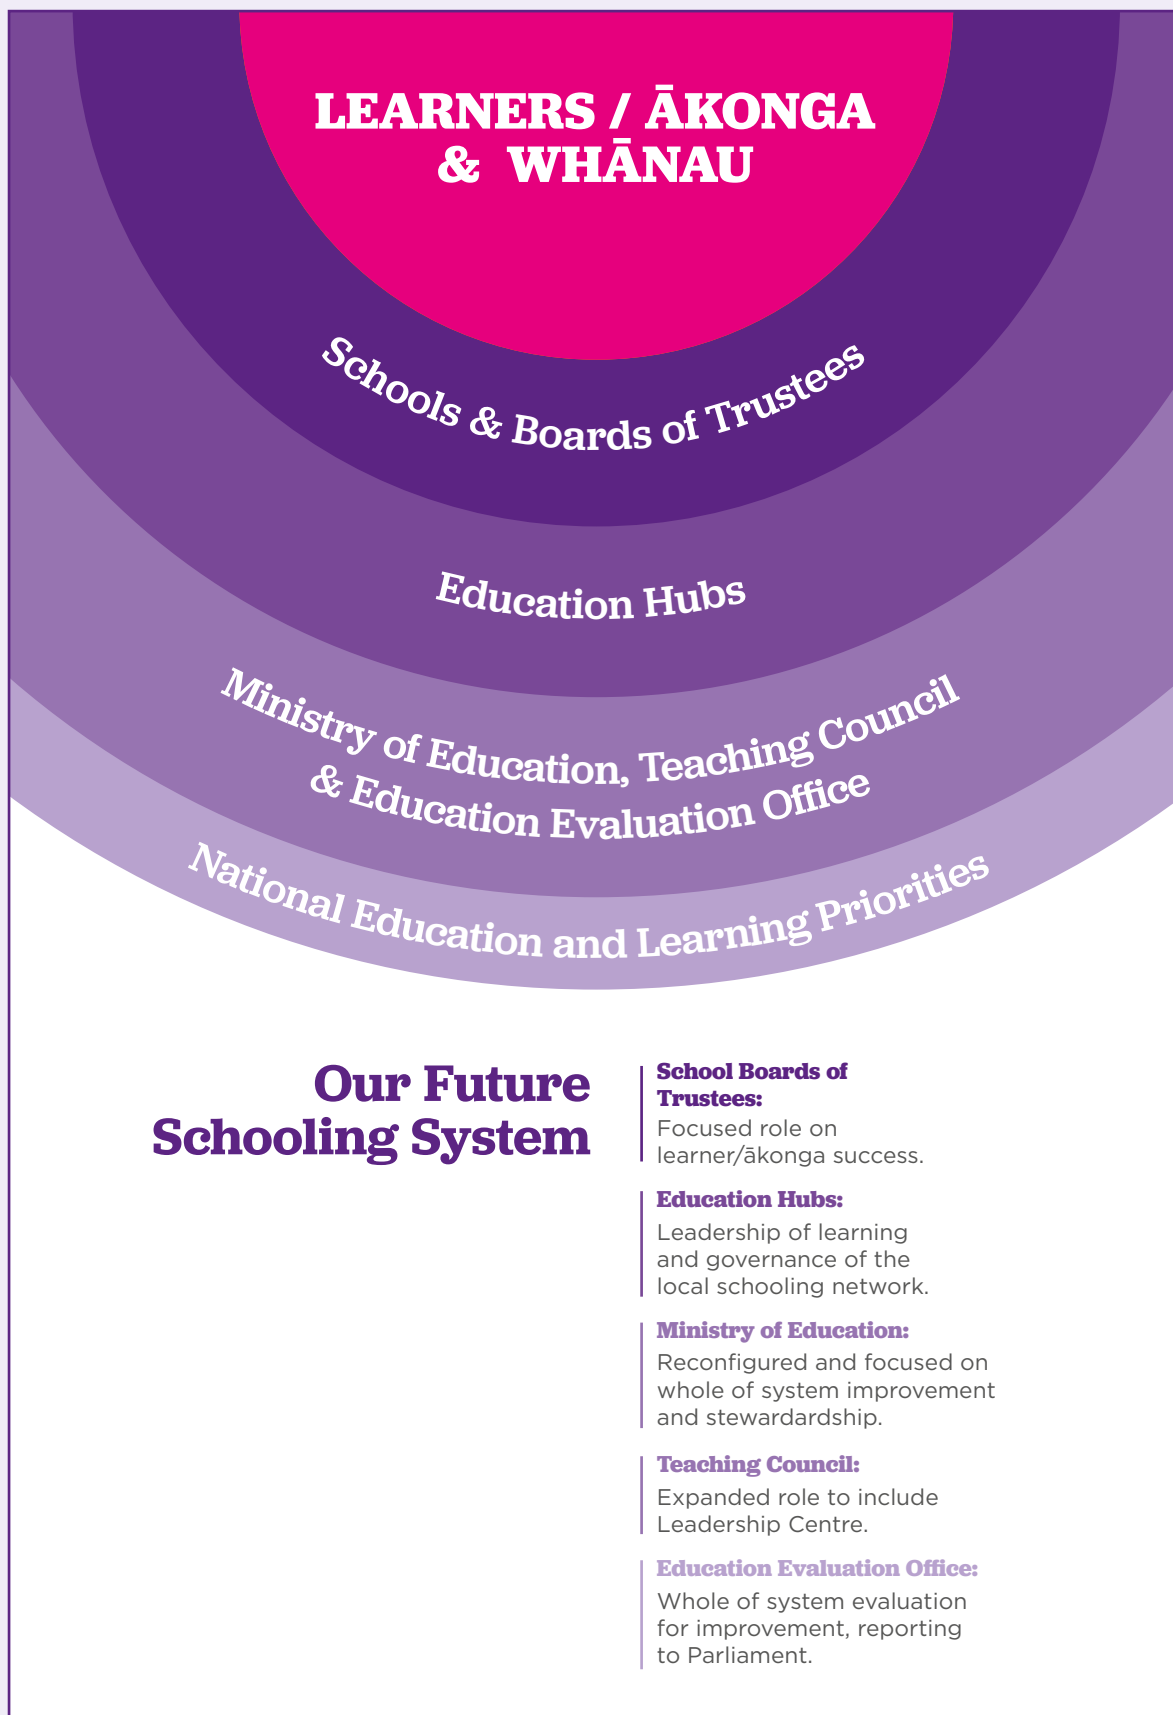 LEARNERS / ĀKONGA
& WHĀNAU
Schools & Boards of Trustees
Education Hubs
Ministry of Education, Teaching Council
& Education Evaluation Office
National Education and Learning Priorities
Our Future
Schooling System
School Boards of
Trustees:
Focused role on
learner/ākonga success.
Education Hubs:
Leadership of learning
and governance of the
local schooling network.
Ministry of Education:
Reconfigured and focused on
whole of system improvement
and stewardardship.
Teaching Council:
Expanded role to include
Leadership Centre.
Education Evaluation Office:
Whole of system evaluation
for improvement, reporting
to Parliament.